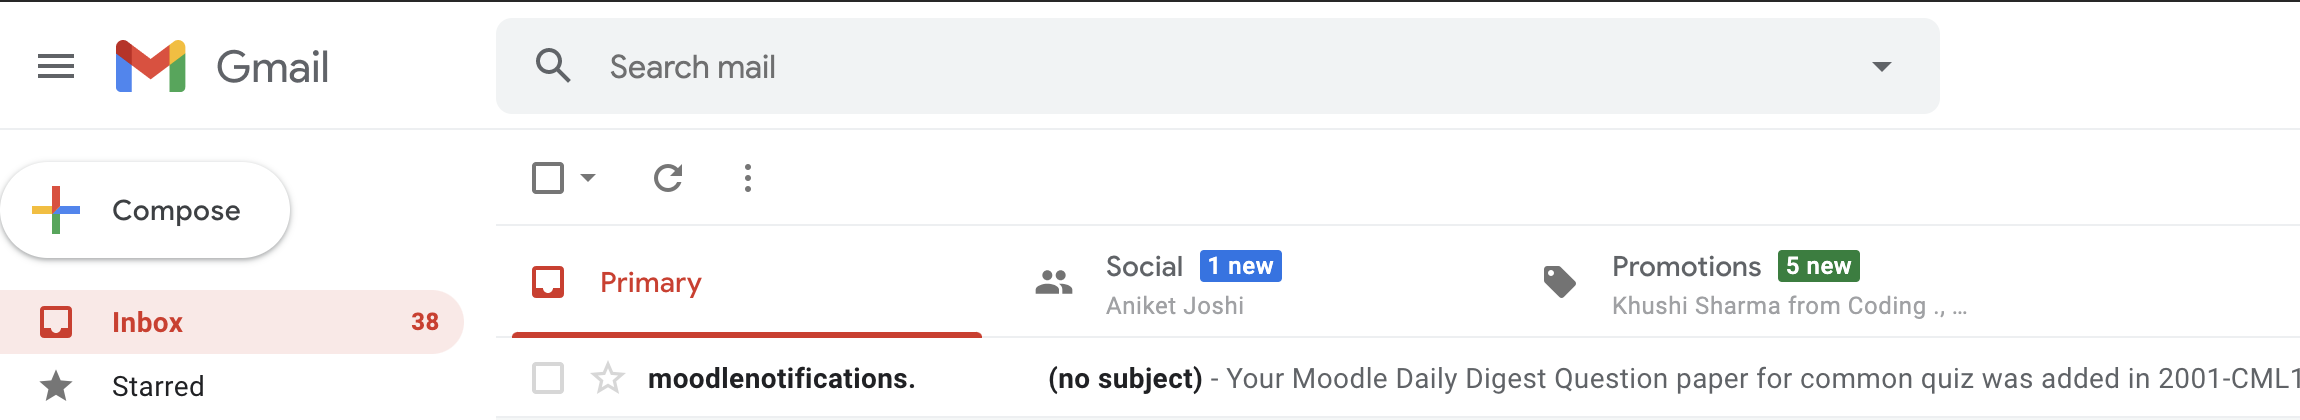 Gmail
Search mail
Compose
Primary
Social 1 new
Aniket Joshi
Promotions 5 new
Khushi Sharma from Coding ., ...
Inbox 38
Starred
moodlenotifications. (no subject) - Your Moodle Daily Digest Question paper for common quiz was added in 2001-CML1